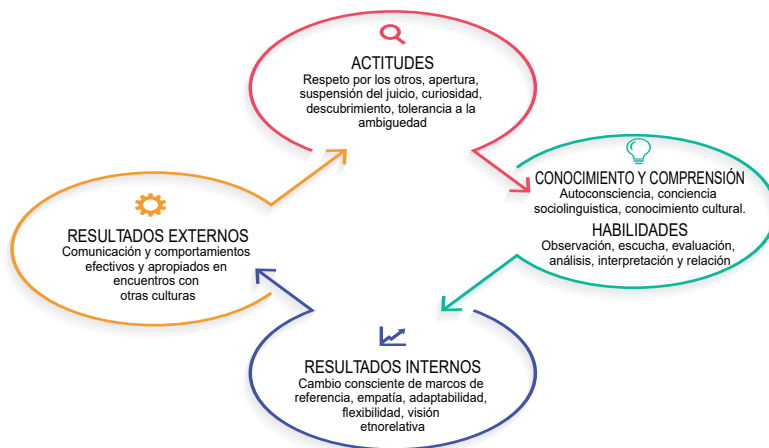 ACTITUDES
Respeto por los otros, apertura,
suspensión del juicio, curiosidad,
descubrimiento, tolerancia a la
ambiguedad
CONOCIMIENTO Y COMPRENSIÓN
Autoconsciencia, conciencia
sociolinguistica, conocimiento cultural.
HABILIDADES
Observación, escucha, evaluación,
análisis, interpretación y relación
RESULTADOS INTERNOS
Cambio consciente de marcos de
referencia, empatía, adaptabilidad,
flexibilidad, visión
etnorelativa
RESULTADOS EXTERNOS
Comunicación y comportamientos
efectivos y apropiados en
encuentros con
otras culturas